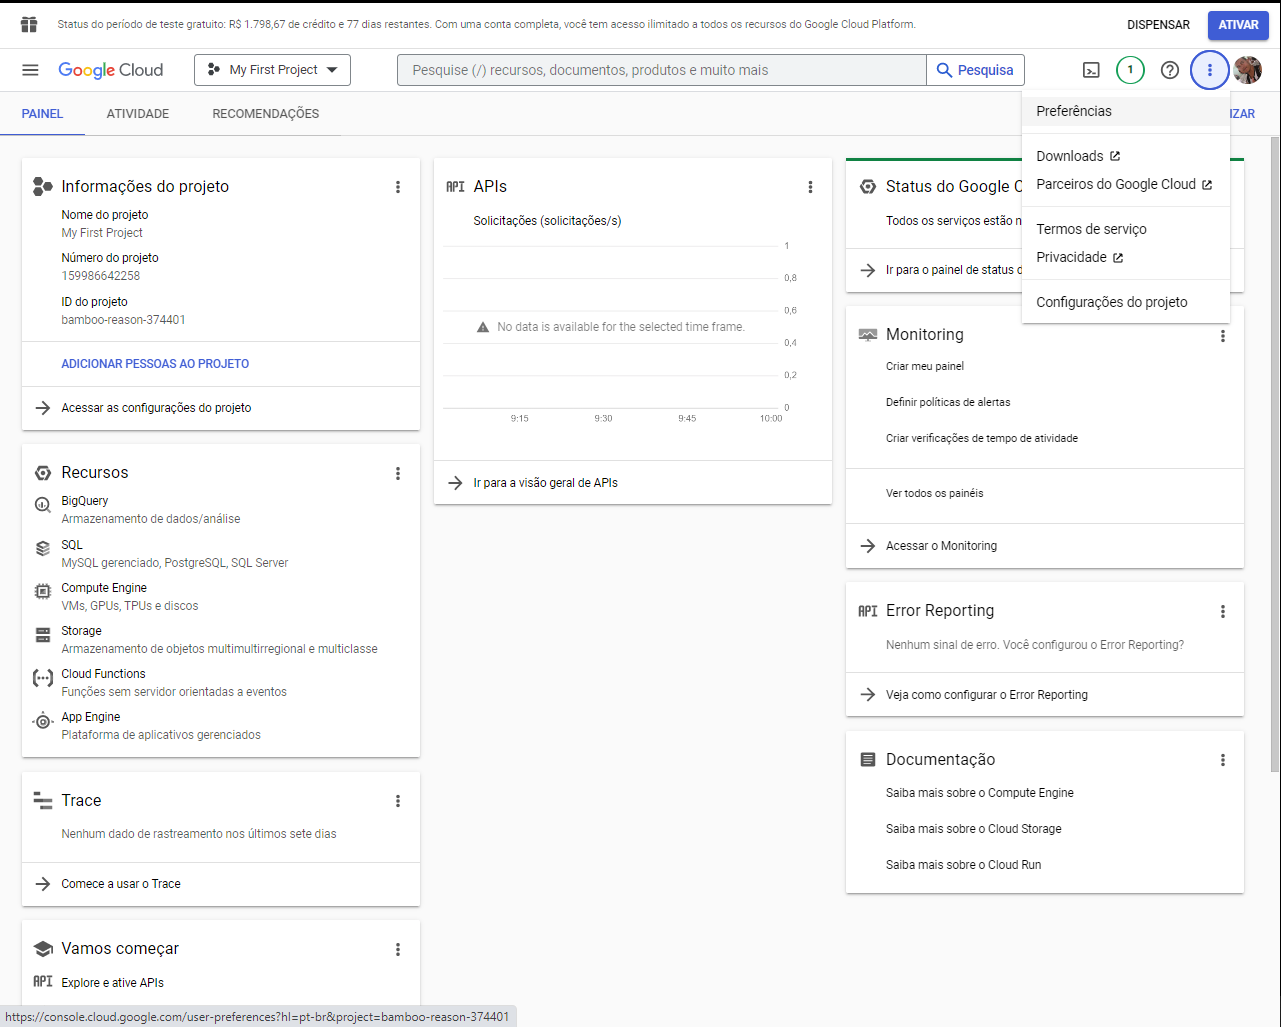 Status do período de teste gratuito: R$ 1.798,67 de crédito e 77 dias restantes. Com uma conta completa, você tem acesso ilimitado a todos os recursos do Google Cloud Platform.
DISPENSAR
ATIVAR
Google Cloud
My First Project
Pesquise (/) recursos, documentos, produtos e muito mais
Pesquisa
1
PAINEL
ATIVIDADE
RECOMENDAÇÕES
IZAR
Preferências
Downloads
Parceiros do Google Cloud
Termos de serviço
Privacidade
Configurações do projeto
Informações do projeto
Nome do projeto
My First Project
Número do projeto
159986642258
ID do projeto
bamboo-reason-374401
ADICIONAR PESSOAS AO PROJETO
Acessar as configurações do projeto
Recursos
BigQuery
Armazenamento de dados/análise
SQL
MySQL gerenciado, PostgreSQL, SQL Server
Compute Engine
VMs, GPUs, TPUs e discos
Storage
Armazenamento de objetos multimultirregional e multiclasse
Cloud Functions
Funções sem servidor orientadas a eventos
App Engine
Plataforma de aplicativos gerenciados
Trace
Nenhum dado de rastreamento nos últimos sete dias
Comece a usar o Trace
Vamos começar
API Explore e ative APIs
API APIs
Solicitações (solicitações/s)
1
0,8
0,6
No data is available for the selected time frame.
0,4
0,2
0
9:15 9:30 9:45 10:00
Ir para a visão geral de APIs
Status do Google C
Todos os serviços estão n
Ir para o painel de status d
Monitoring
Criar meu painel
Definir políticas de alertas
Criar verificações de tempo de atividade
Ver todos os painéis
Acessar o Monitoring
API Error Reporting
Nenhum sinal de erro. Você configurou o Error Reporting?
Veja como configurar o Error Reporting
Documentação
Saiba mais sobre o Compute Engine
Saiba mais sobre o Cloud Storage
Saiba mais sobre o Cloud Run
https://console.cloud.google.com/user-preferences?hl=pt-br&project=bamboo-reason-374401